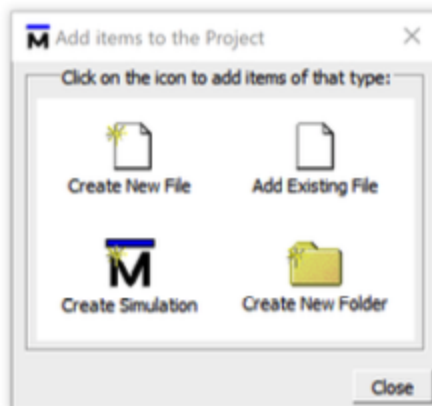 M Add items to the Project
Click on the icon to add items of that type:
Create New File Add Existing File
M
Create Simulation Create New Folder
Close